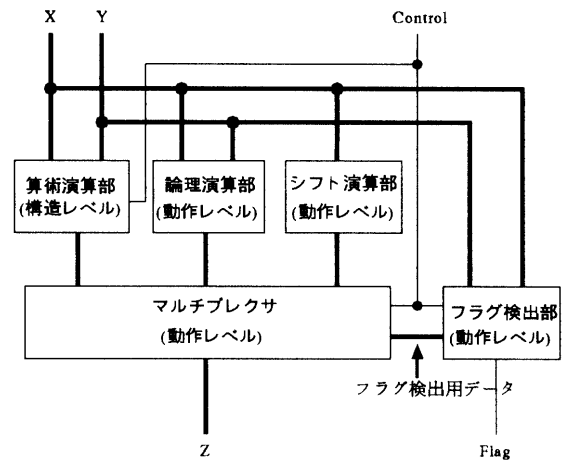 X Y Control
算術演算部
(構造レベル)
論理演算部
(動作レベル)
シフト演算部
(動作レベル)
マルチプレクサ
(動作レベル)
フラグ検出部
(動作レベル)
フラグ検出用データ
Z Flag